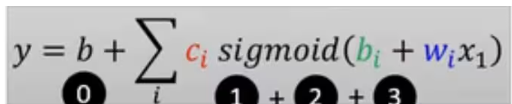 y = b + ∑ cᵢ sigmoid(bᵢ + wᵢx₁)
0 i 1 + 2 + 3